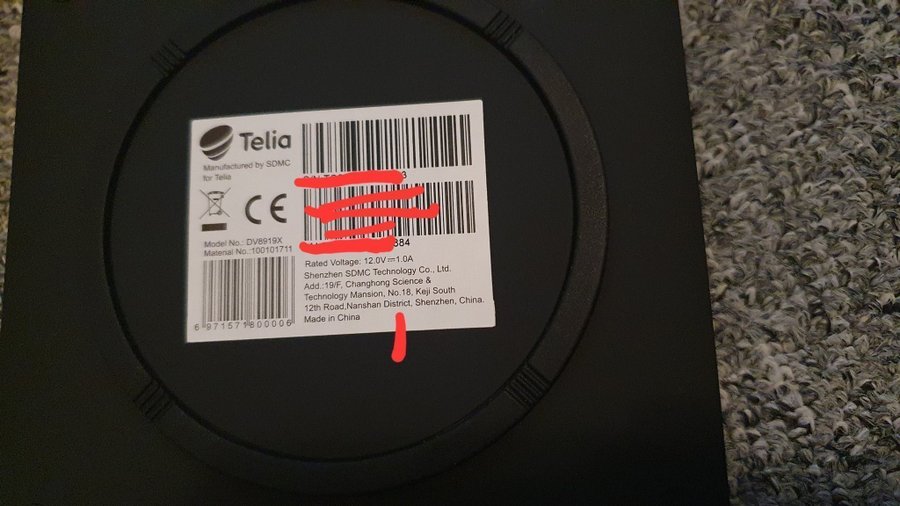 Telia
Manufactured by SDMC
for Telia
CE
Model No.: DV8919X
Material No.:100101711
6 971571 800006
3
884
Rated Voltage: 12.0V⎓1.0A
Shenzhen SDMC Technology Co., Ltd.
Add.:19/F, Changhong Science &
Technology Mansion, No.18, Keji South
12th Road,Nanshan District, Shenzhen, China.
Made in China